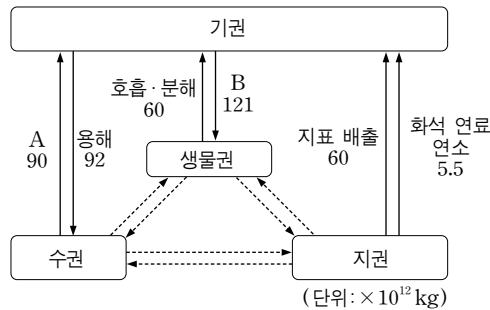 기권
호흡·분해
60
B
121
A
90
용해
92
지표 배출
60
화석 연료
연소
5.5
생물권
수권
지권
(단위:×10¹² kg)